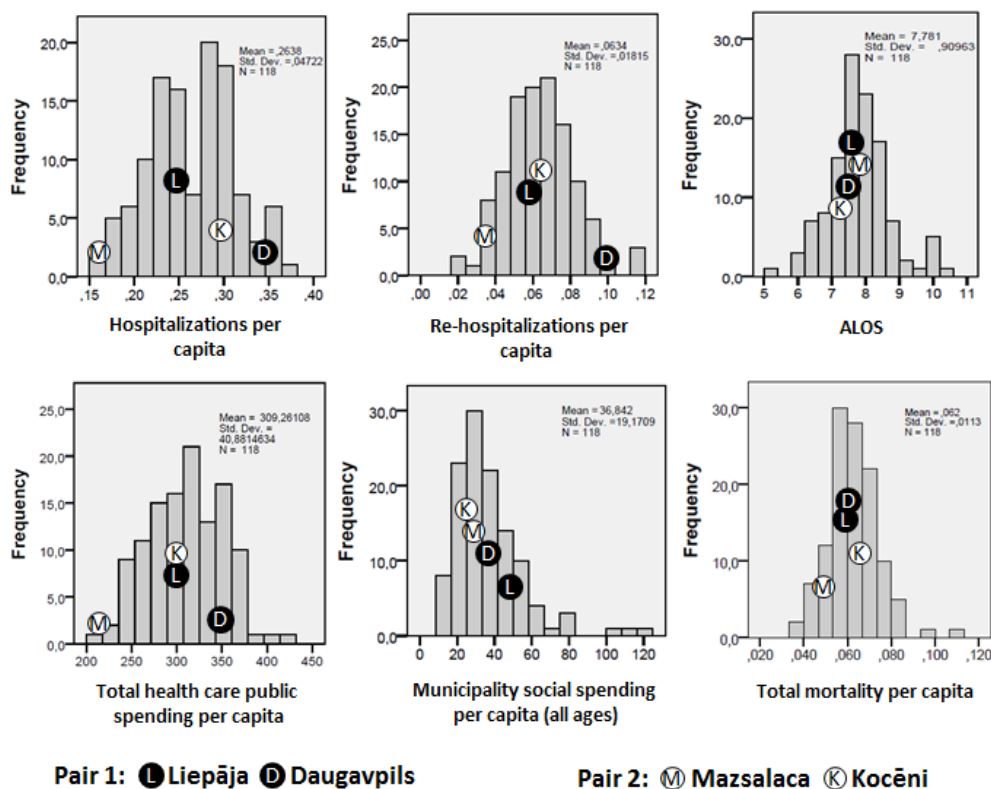 Frequency
20,0
15,0
10,0
5,0
,0
,15 ,20 ,25 ,30 ,35 ,40
Mean =,2638
Std. Dev. =,04722
N = 118
L
M
K
D
Hospitalizations per
capita
Frequency
25,0
20,0
15,0
10,0
5,0
,0
,00 ,02 ,04 ,06 ,08 ,10 ,12
Mean = ,0634
Std. Dev. =,01815
N = 118
K
L
M
D
Re-hospitalizations per
capita
Frequency
30,0
20,0
10,0
,0
5 6 7 8 9 10 11
Mean = 7,781
Std. Dev. = ,90963
N = 118
L
M
D
K
ALOS
Frequency
25,0
20,0
15,0
10,0
5,0
,0
200 250 300 350 400 450
Mean = 309,26108
Std. Dev. =
40,8814634
N = 118
K
L
M
D
Total health care public
spending per capita
Frequency
30,0
20,0
10,0
,0
0 20 40 60 80 100 120
Mean = 36,842
Std. Dev. =19,1709
N = 118
K
M
D
L
Municipality social spending
per capita (all ages)
Frequency
30,0
20,0
10,0
,0
,020 ,040 ,060 ,080 ,100 ,120
Mean = ,062
Std. Dev. =,0113
N = 118
D
L
K
M
Total mortality per capita
Pair 1: L Liepāja D Daugavpils
Pair 2: M Mazsalaca K Kocēni